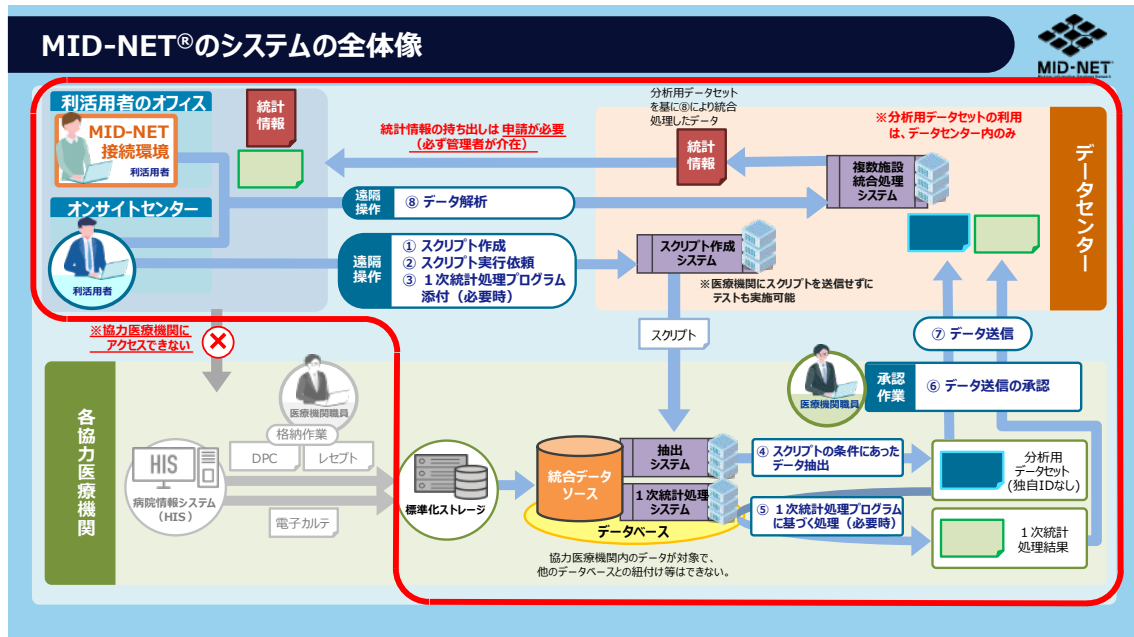 MID-NET®のシステムの全体像
MID-NET
利活用者のオフィス
MID-NET
接続環境
利活用者
統計
情報
オンサイトセンター
利活用者
統計情報の持ち出しは 申請が必要
（必ず管理者が介在）
分析用データセット
を基に⑧により統合
処理したデータ
統計
情報
※分析用データセットの利用
は、データセンター内のみ
複数施設
統合処理
システム
データセンター
遠隔
操作
⑧ データ解析
遠隔
操作
① スクリプト作成
② スクリプト実行依頼
③ １次統計処理プログラム
添付（必要時）
スクリプト作成
システム
※医療機関にスクリプトを送信せずに
テストも実施可能
スクリプト
※協力医療機関に
アクセスできない
⑦ データ送信
承認
作業
⑥ データ送信の承認
医療機関職員
各協力医療機関
医療機関職員
格納作業
DPC
レセプト
HIS
病院情報システム
（HIS）
電子カルテ
標準化ストレージ
統合データ
ソース
抽出
システム
１次統計処理
システム
データベース
④ スクリプトの条件にあった
データ抽出
⑤ １次統計処理プログラム
に基づく処理（必要時）
分析用
データセット
(独自IDなし)
１次統計
処理結果
協力医療機関内のデータが対象で、
他のデータベースとの紐付け等はできない。